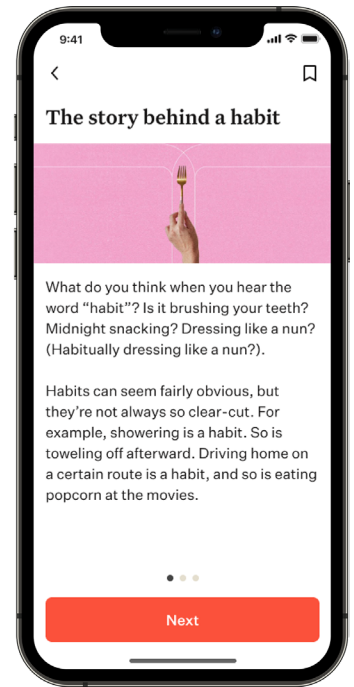 9:41
The story behind a habit
What do you think when you hear the
word “habit”? Is it brushing your teeth?
Midnight snacking? Dressing like a nun?
(Habitually dressing like a nun?).
Habits can seem fairly obvious, but
they’re not always so clear-cut. For
example, showering is a habit. So is
toweling off afterward. Driving home on
a certain route is a habit, and so is eating
popcorn at the movies.
Next